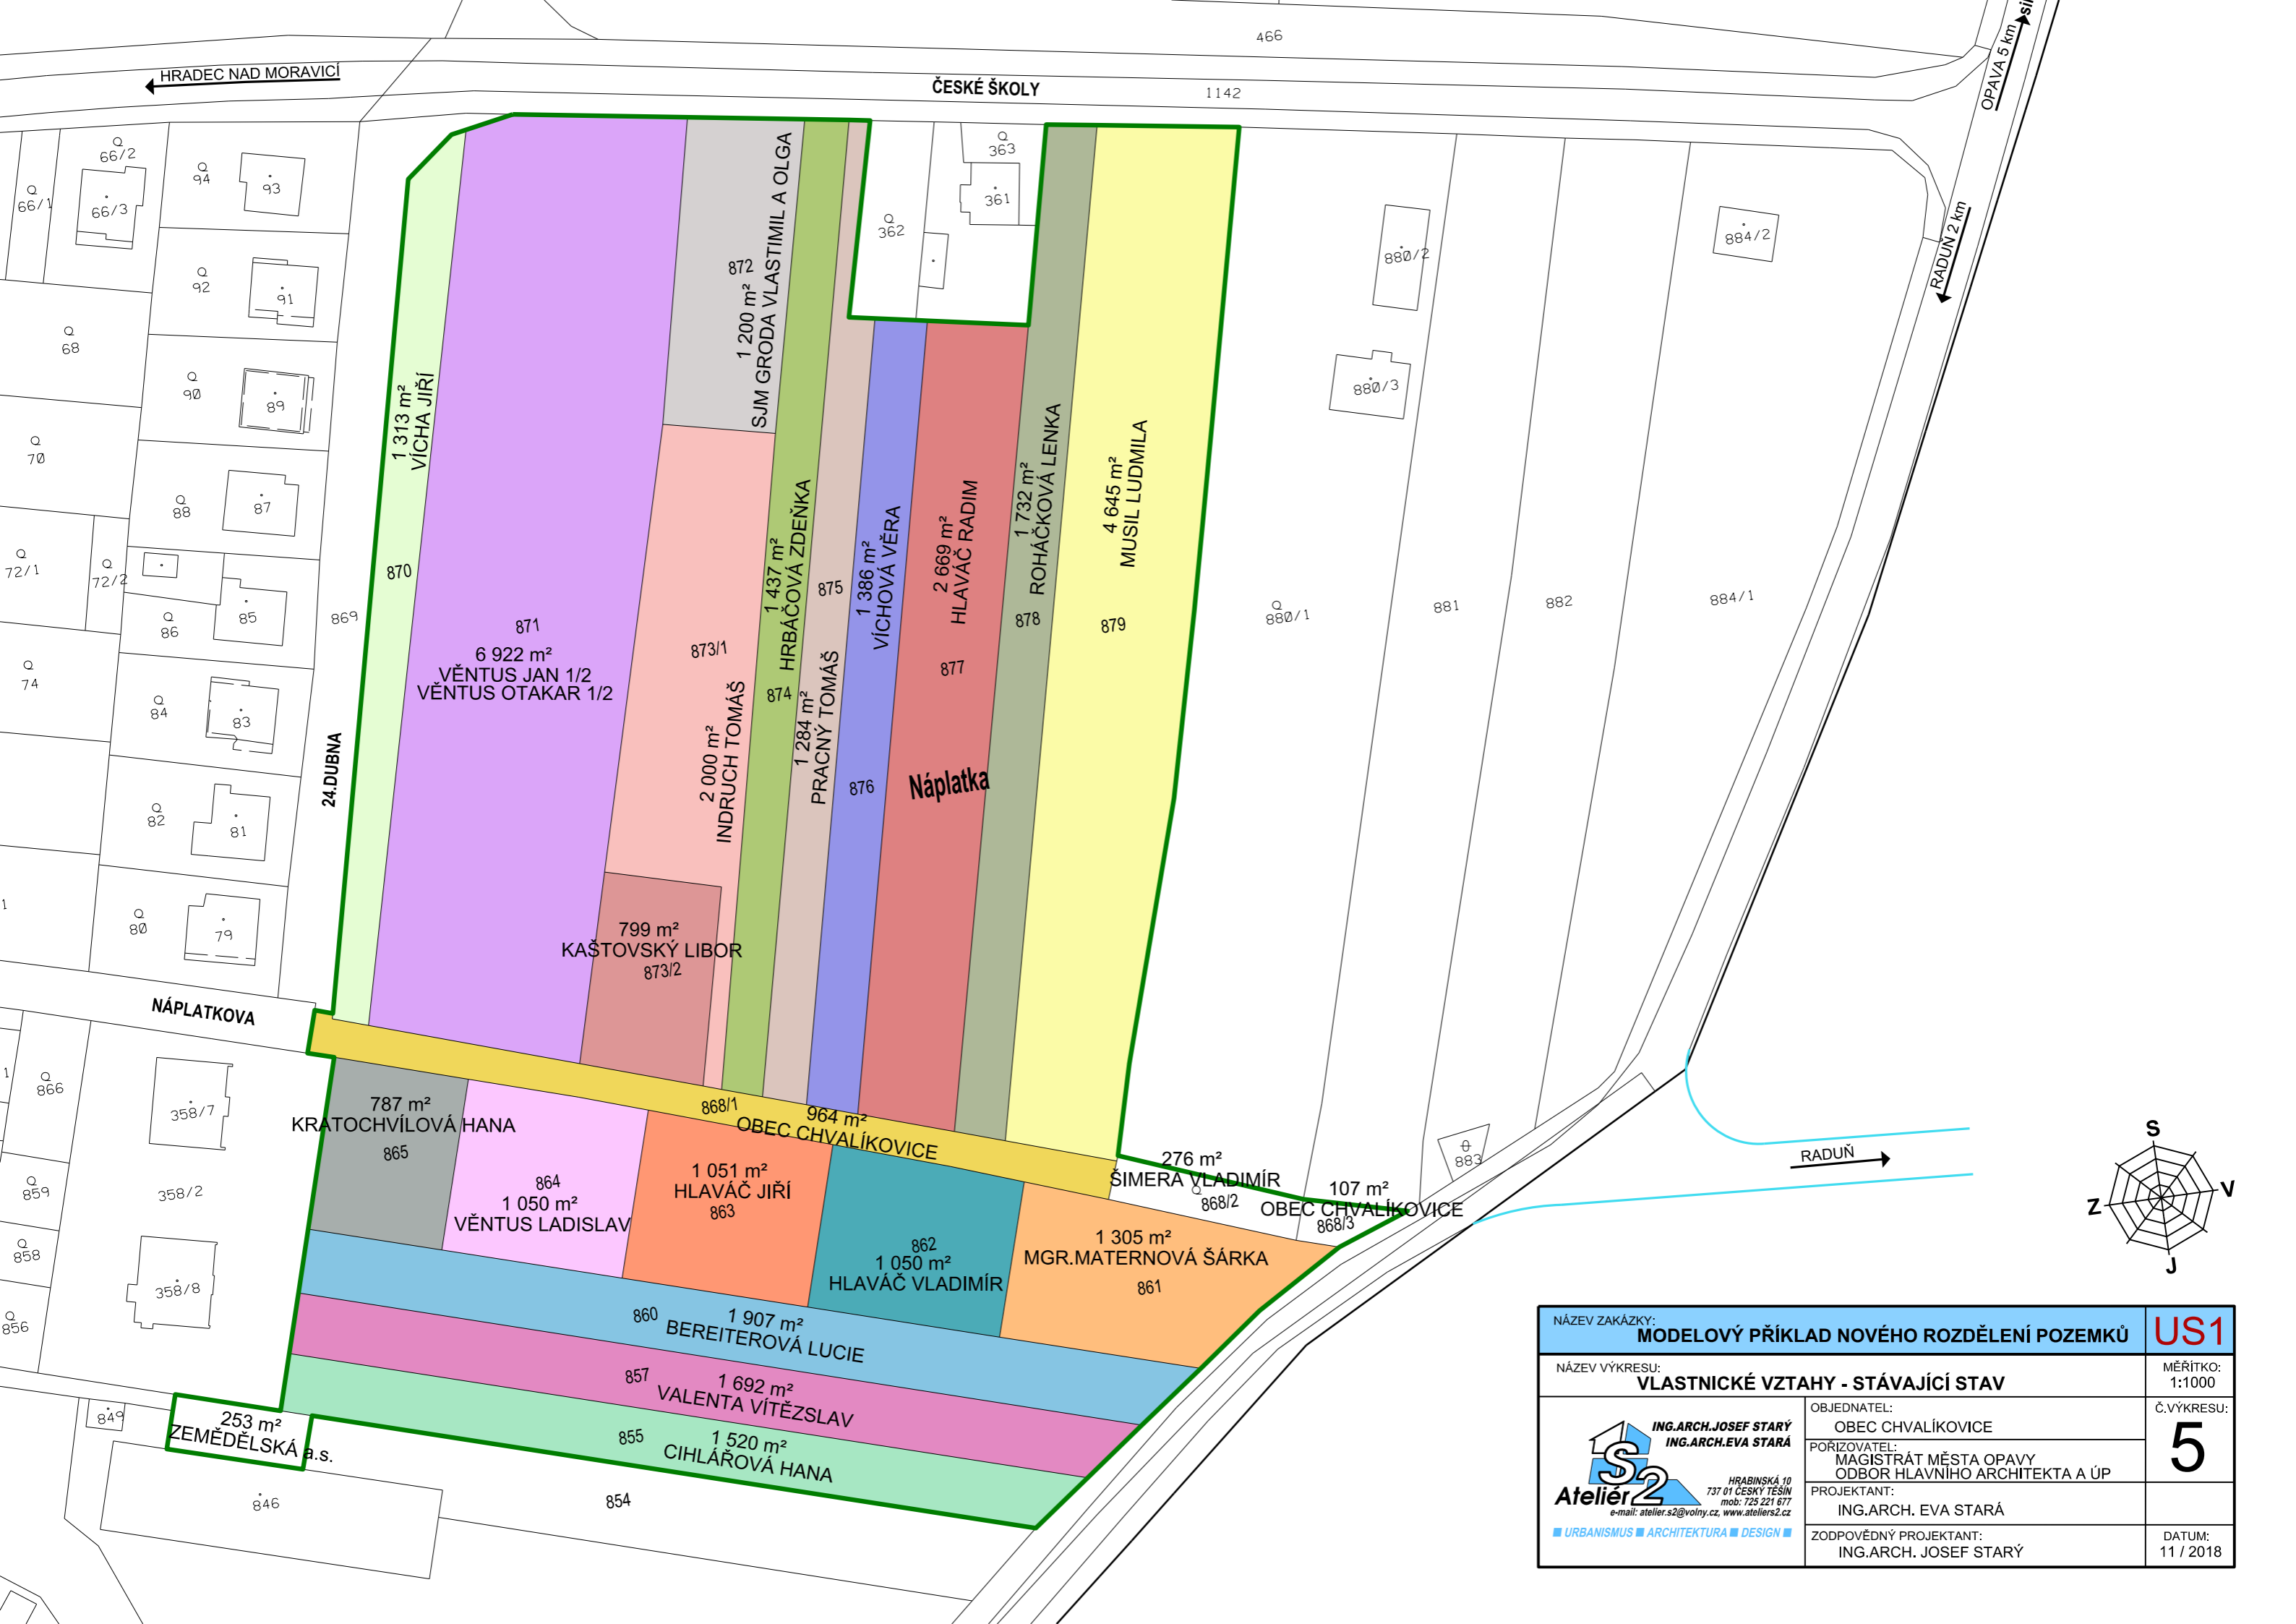 466
HRADEC NAD MORAVICÍ
ČESKÉ ŠKOLY
1142
OPAVA 5 km
RADUŇ 2 km
66/2
66/1
66/3
94
93
92
91
68
90
89
70
88
87
72/1
72/2
86
85
74
84
83
82
81
80
79
869
24.DUBNA
NÁPLATKOVA
1 313 m²
VÍCHA JIŘÍ
870
871
6 922 m²
VĚNTUS JAN 1/2
VĚNTUS OTAKAR 1/2
872
1 200 m²
SJM GRODA VLASTIMIL A OLGA
873/1
2 000 m²
INDRUCH TOMÁŠ
799 m²
KAŠTOVSKÝ LIBOR
873/2
1 437 m²
HRBÁČOVÁ ZDEŇKA
874
875
1 284 m²
PRACNÝ TOMÁŠ
1 386 m²
VÍCHOVÁ VĚRA
876
2 669 m²
HLAVÁČ RADIM
877
Náplatka
1 732 m²
ROHÁČKOVÁ LENKA
878
4 645 m²
MUSIL LUDMILA
879
362
363
361
880/2
880/3
880/1
881
882
884/1
884/2
883
868/1
964 m²
OBEC CHVALÍKOVICE
276 m²
ŠIMERA VLADIMÍR
868/2
107 m²
OBEC CHVALÍKOVICE
868/3
787 m²
KRATOCHVÍLOVÁ HANA
865
864
1 050 m²
VĚNTUS LADISLAV
1 051 m²
HLAVÁČ JIŘÍ
863
862
1 050 m²
HLAVÁČ VLADIMÍR
1 305 m²
MGR.MATERNOVÁ ŠÁRKA
861
860
1 907 m²
BEREITEROVÁ LUCIE
857
1 692 m²
VALENTA VÍTĚZSLAV
855
1 520 m²
CIHLÁŘOVÁ HANA
253 m²
ZEMĚDĚLSKÁ a.s.
866
859
858
856
358/7
358/2
358/8
849
846
854
RADUŇ
S
V
Z
J
NÁZEV ZAKÁZKY:
MODELOVÝ PŘÍKLAD NOVÉHO ROZDĚLENÍ POZEMKŮ
US1
NÁZEV VÝKRESU:
VLASTNICKÉ VZTAHY - STÁVAJÍCÍ STAV
MĚŘÍTKO:
1:1000
ING.ARCH.JOSEF STARÝ
ING.ARCH.EVA STARÁ
S2
Ateliér
HRABINSKÁ 10
737 01 ČESKÝ TĚŠÍN
mob: 725 221 677
e-mail: atelier.s2@volny.cz, www.ateliers2.cz
URBANISMUS ARCHITEKTURA DESIGN
OBJEDNATEL:
OBEC CHVALÍKOVICE
POŘIZOVATEL:
MAGISTRÁT MĚSTA OPAVY
ODBOR HLAVNÍHO ARCHITEKTA A ÚP
PROJEKTANT:
ING.ARCH. EVA STARÁ
ZODPOVĚDNÝ PROJEKTANT:
ING.ARCH. JOSEF STARÝ
Č.VÝKRESU:
5
DATUM:
11 / 2018